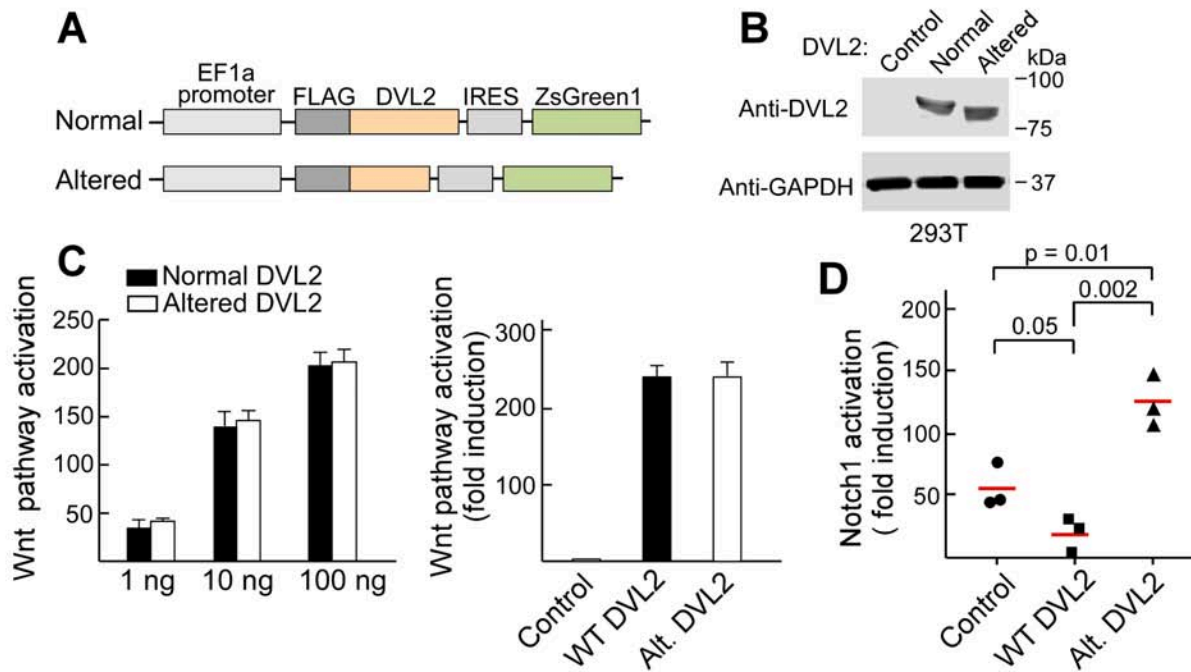 A
EF1a
promoter
FLAG DVL2 IRES ZsGreen1
Normal
Altered
B
DVL2: Control Normal Altered kDa
Anti-DVL2
–100
–75
Anti-GAPDH
–37
293T
C
Normal DVL2
Altered DVL2
Wnt pathway activation
250
200
150
100
50
1 ng 10 ng 100 ng
Wnt pathway activation
(fold induction)
300
200
100
Control WT DVL2 Alt. DVL2
D
p = 0.01
0.002
0.05
Notch1 activation
( fold induction)
200
150
100
50
Control WT DVL2 Alt. DVL2